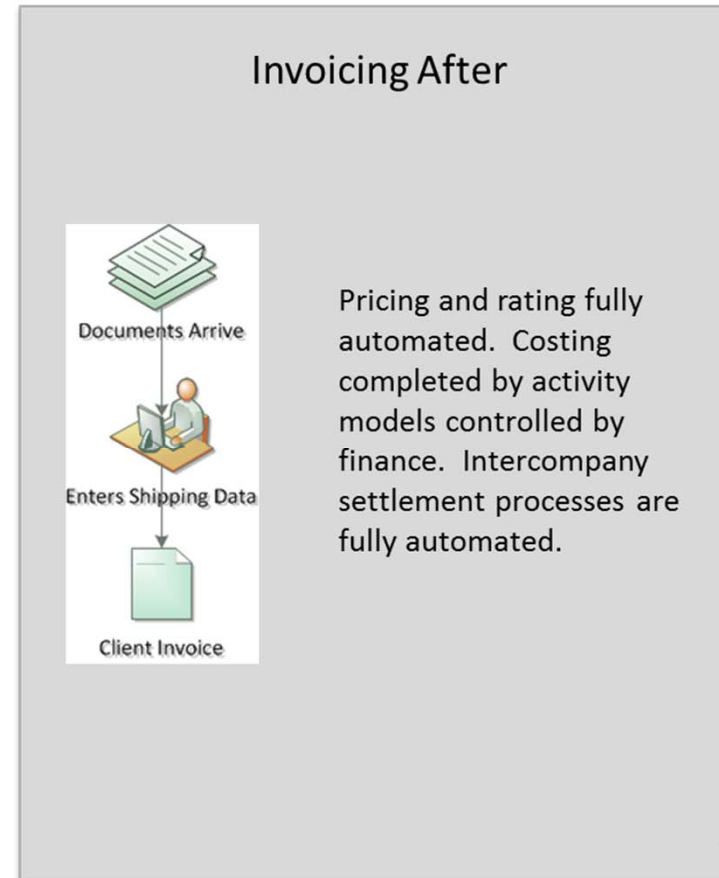 Invoicing After
Documents Arrive
Enters Shipping Data
Client Invoice
Pricing and rating fully
automated.  Costing
completed by activity
models controlled by
finance.  Intercompany
settlement processes are
fully automated.